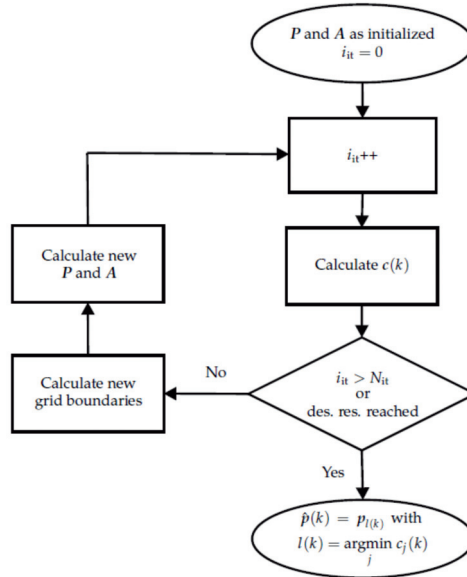 P and A as initialized
i_it = 0
i_it++
Calculate c(k)
Calculate new
P and A
Calculate new
grid boundaries
No
i_it > N_it
or
des. res. reached
Yes
p̂(k) = p_l(k) with
l(k) = argmin c_j(k)
j